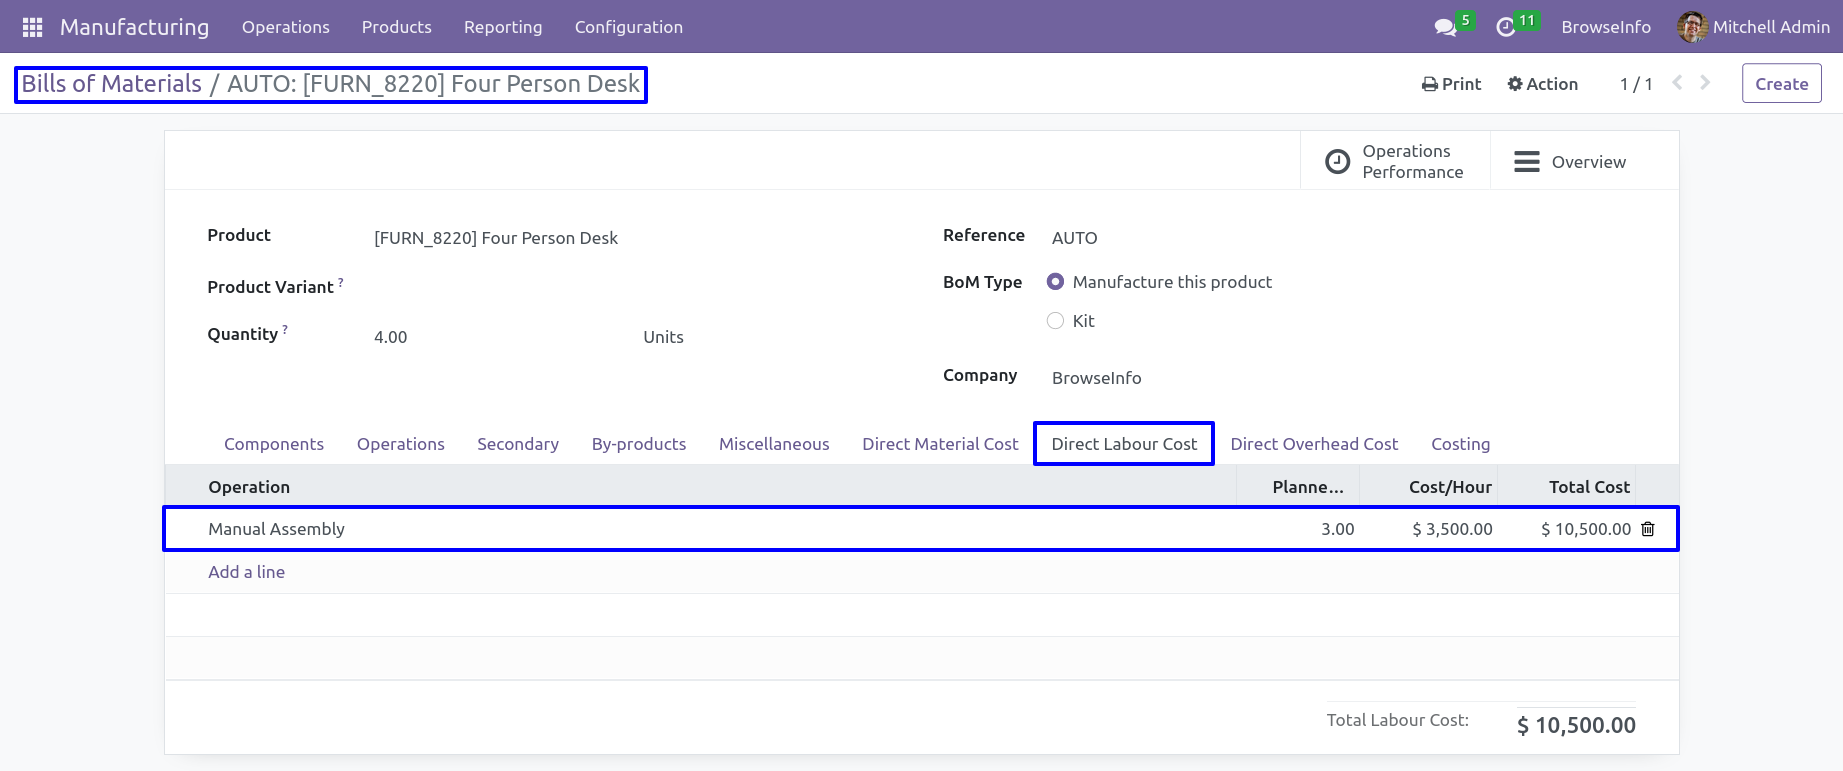 Manufacturing Operations Products Reporting Configuration 5 11 BrowseInfo Mitchell Admin
Bills of Materials / AUTO: [FURN_8220] Four Person Desk Print Action 1 / 1 Create
Operations
Performance
Overview
Product [FURN_8220] Four Person Desk
Reference AUTO
Product Variant ?
BoM Type Manufacture this product
Kit
Quantity ? 4.00 Units
Company BrowseInfo
Components Operations Secondary By-products Miscellaneous Direct Material Cost Direct Labour Cost Direct Overhead Cost Costing
Operation Planne... Cost/Hour Total Cost
Manual Assembly 3.00 $ 3,500.00 $ 10,500.00
Add a line
Total Labour Cost: $ 10,500.00